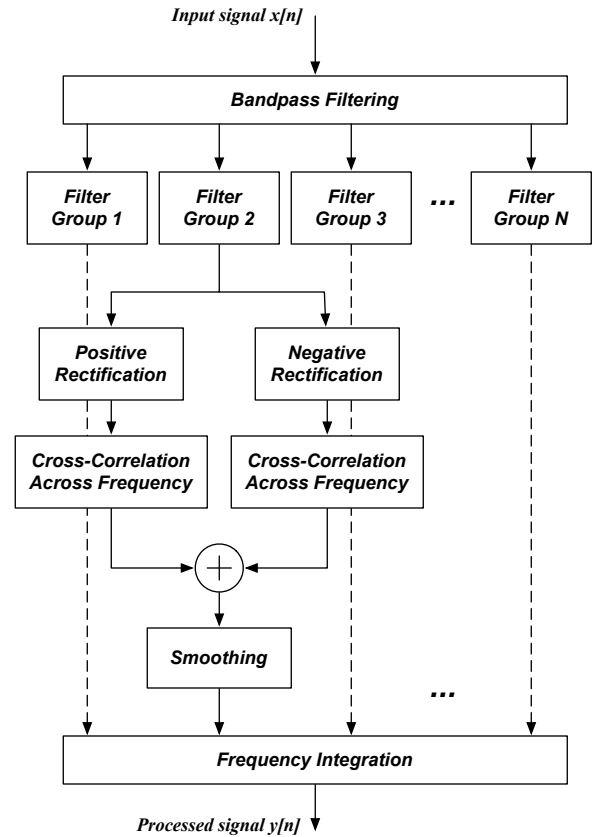 Input signal x[n]
Bandpass Filtering
Filter
Group 1
Filter
Group 2
Filter
Group 3
...
Filter
Group N
Positive
Rectification
Negative
Rectification
Cross-Correlation
Across Frequency
Cross-Correlation
Across Frequency
+
Smoothing
...
Frequency Integration
Processed signal y[n]